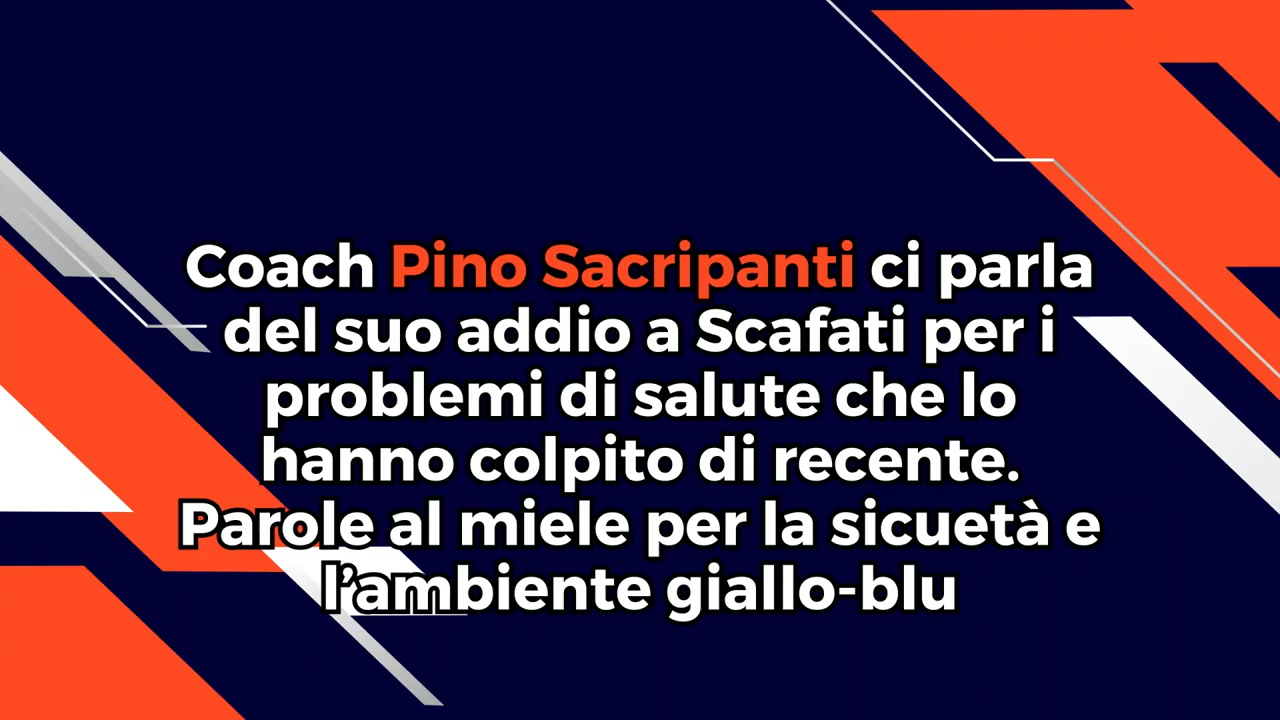 Coach Pino Sacripanti ci parla
del suo addio a Scafati per i
problemi di salute che lo
hanno colpito di recente.
Parole al miele per la sicuetà e
l’ambiente giallo-blu